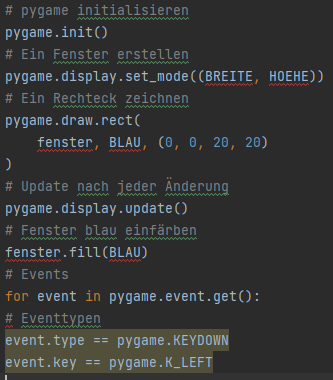 # pygame initialisieren
pygame.init()
# Ein Fenster erstellen
pygame.display.set_mode((BREITE, HOEHE))
# Ein Rechteck zeichnen
pygame.draw.rect(
    fenster, BLAU, (0, 0, 20, 20)
)
# Update nach jeder Änderung
pygame.display.update()
# Fenster blau einfärben
fenster.fill(BLAU)
# Events
for event in pygame.event.get():
# Eventtypen
event.type == pygame.KEYDOWN
event.key == pygame.K_LEFT